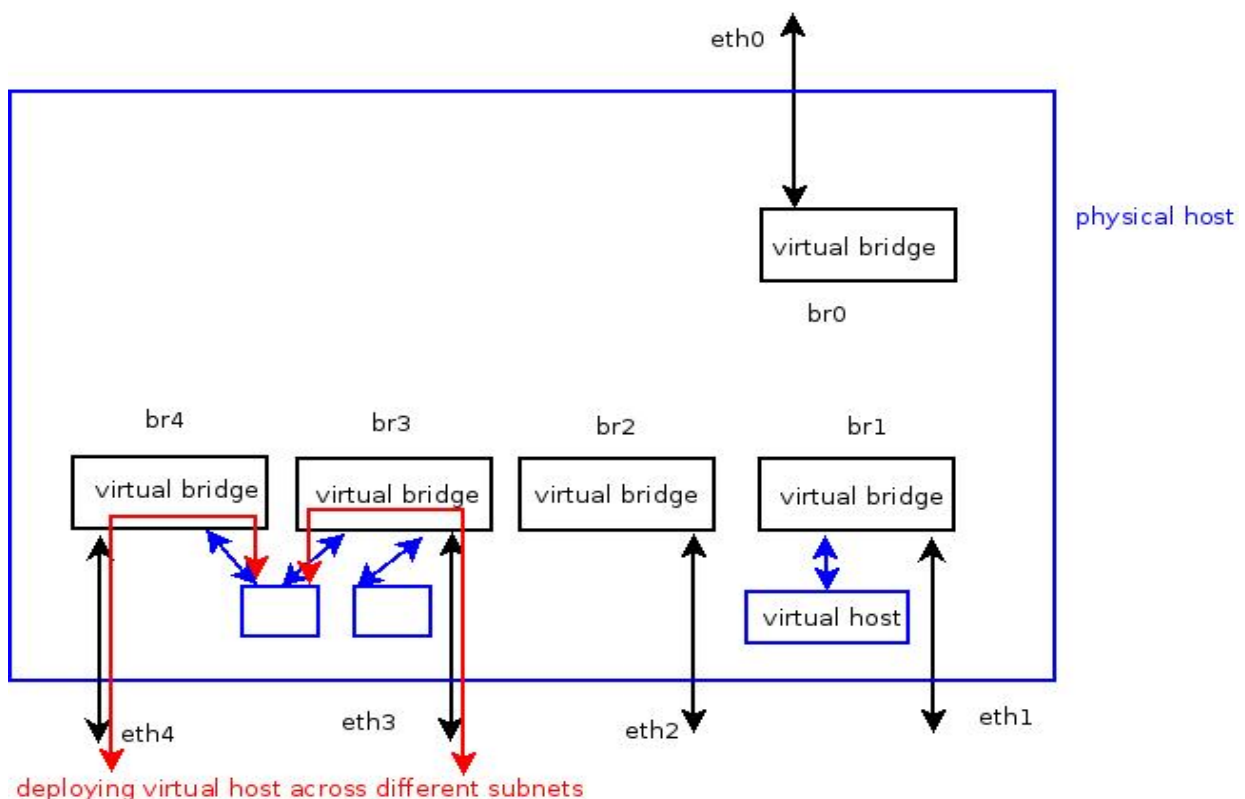 eth0
physical host
virtual bridge
br0
br4
br3
br2
br1
virtual bridge
virtual bridge
virtual bridge
virtual bridge
virtual host
eth4
eth3
eth2
eth1
deploying virtual host across different subnets